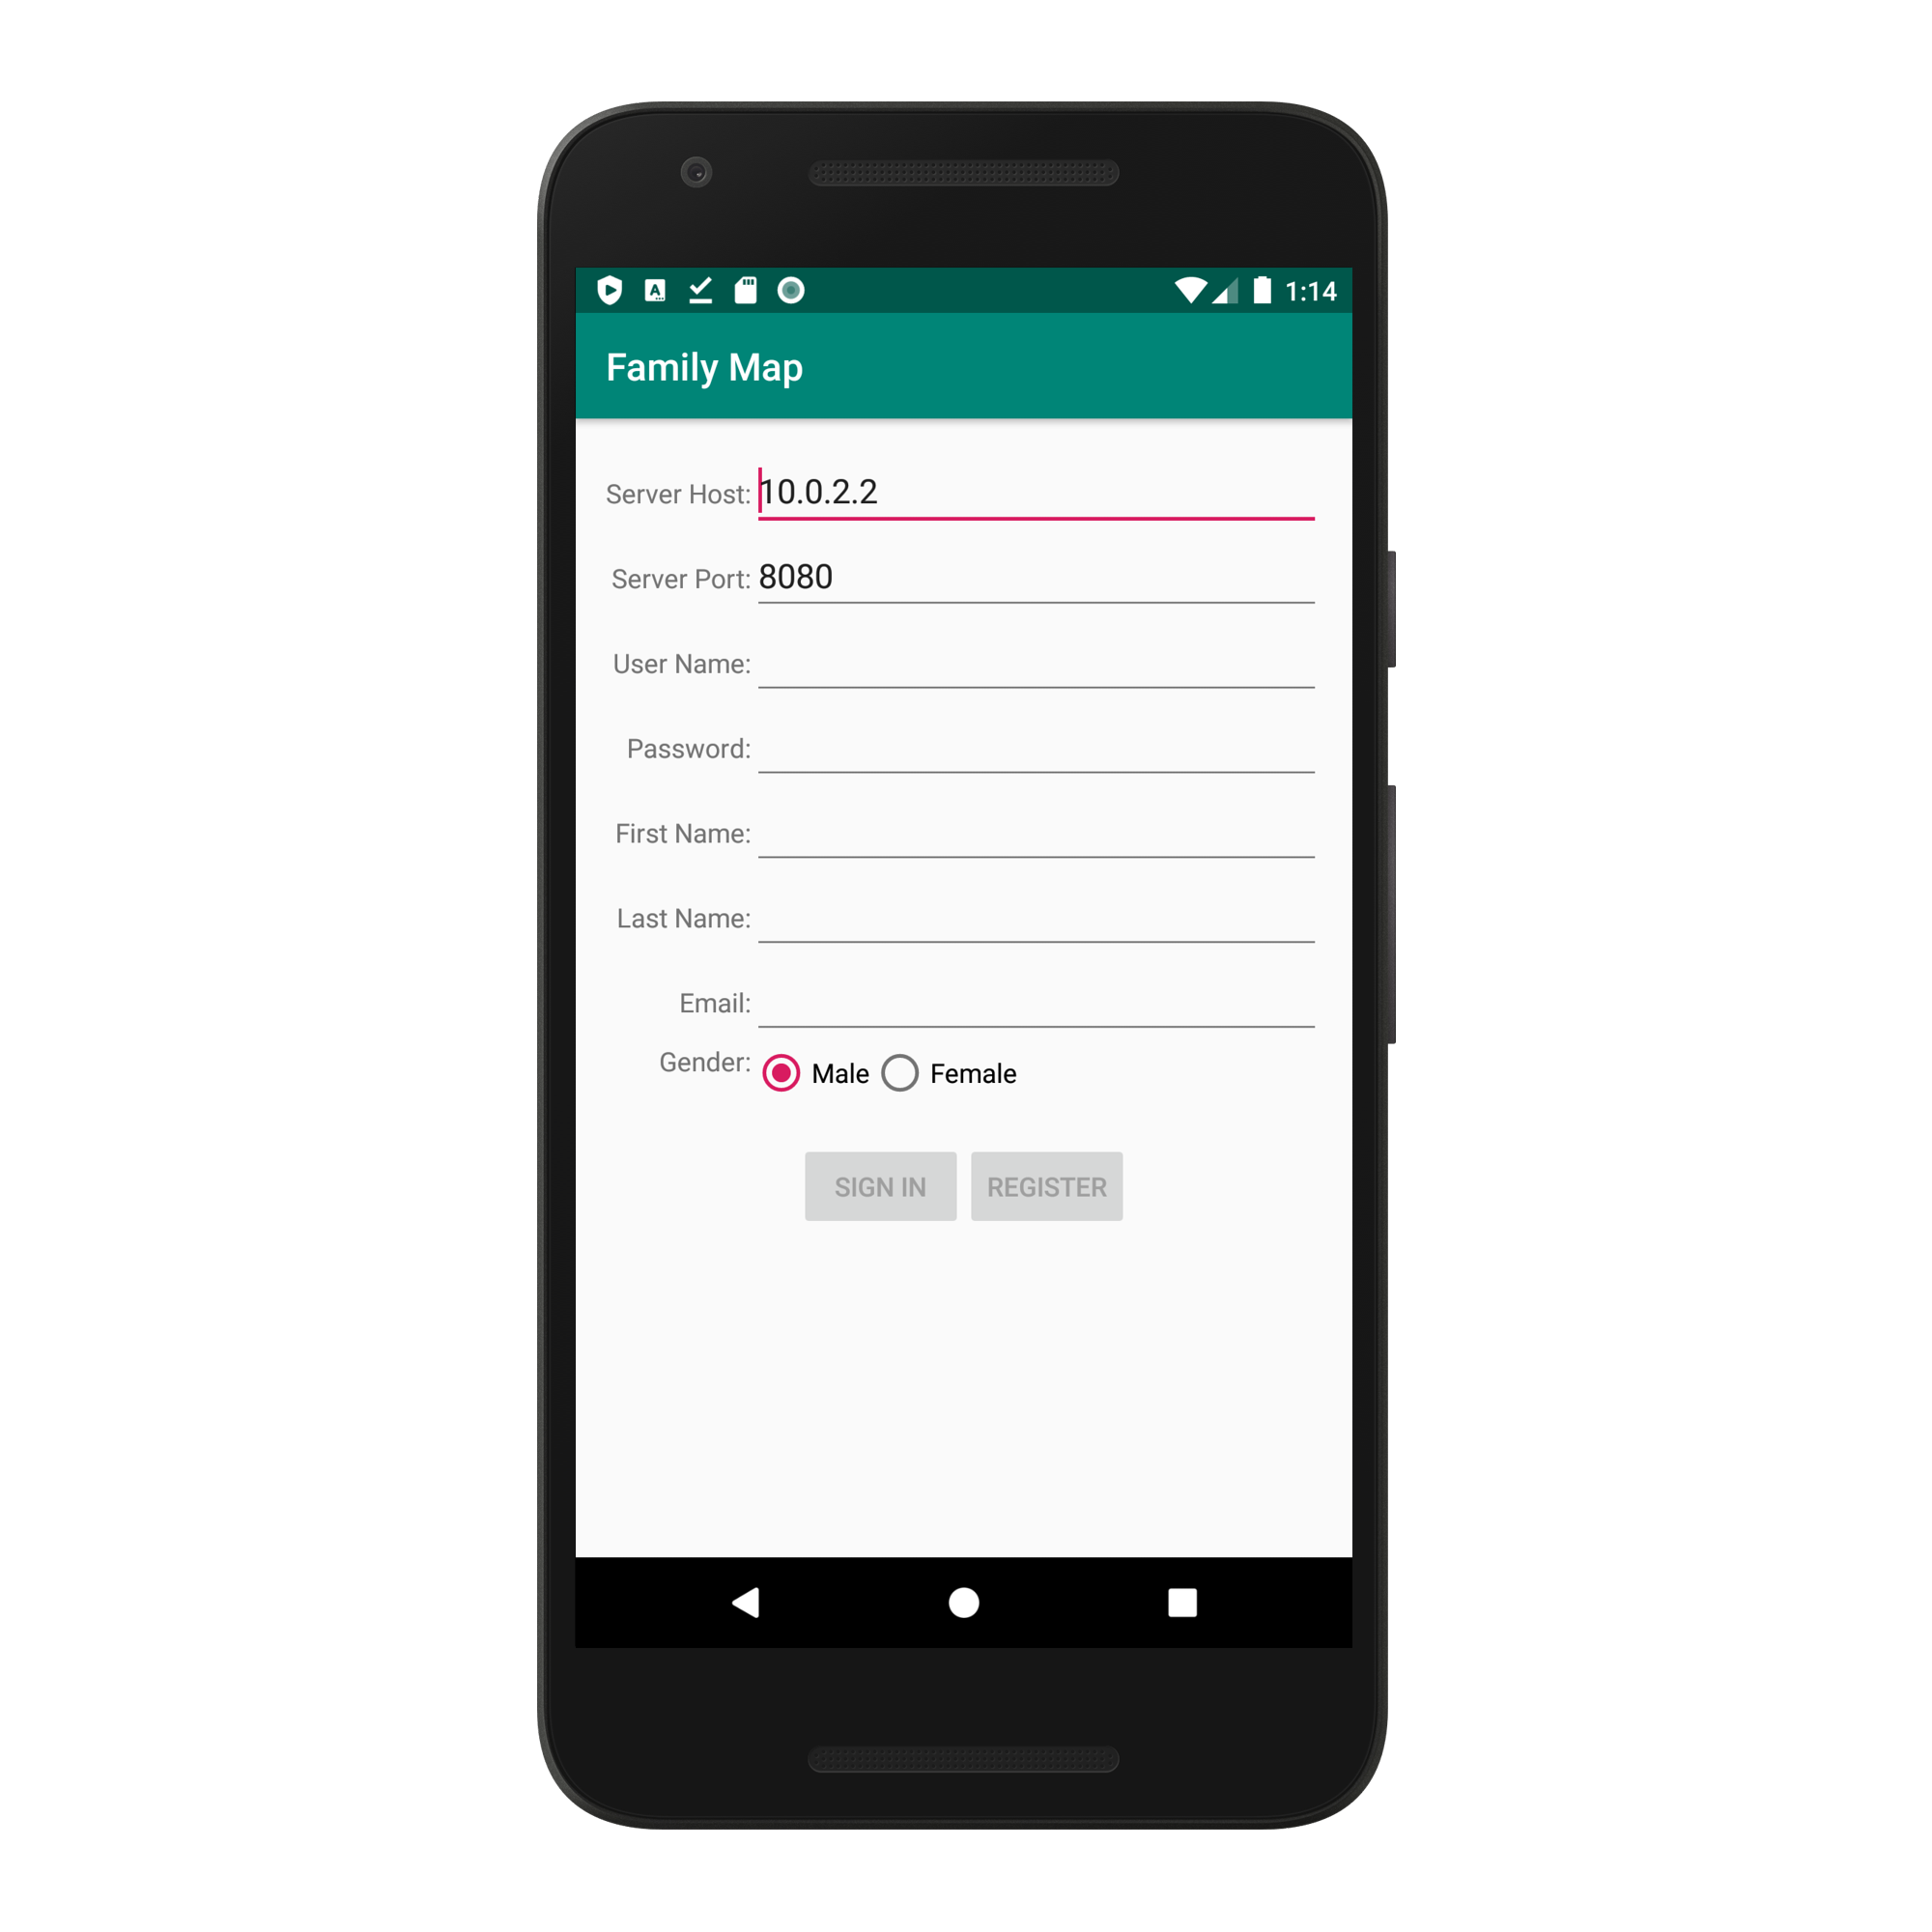 1:14
Family Map
Server Host: 10.0.2.2
Server Port: 8080
User Name:
Password:
First Name:
Last Name:
Email:
Gender: Male Female
SIGN IN REGISTER